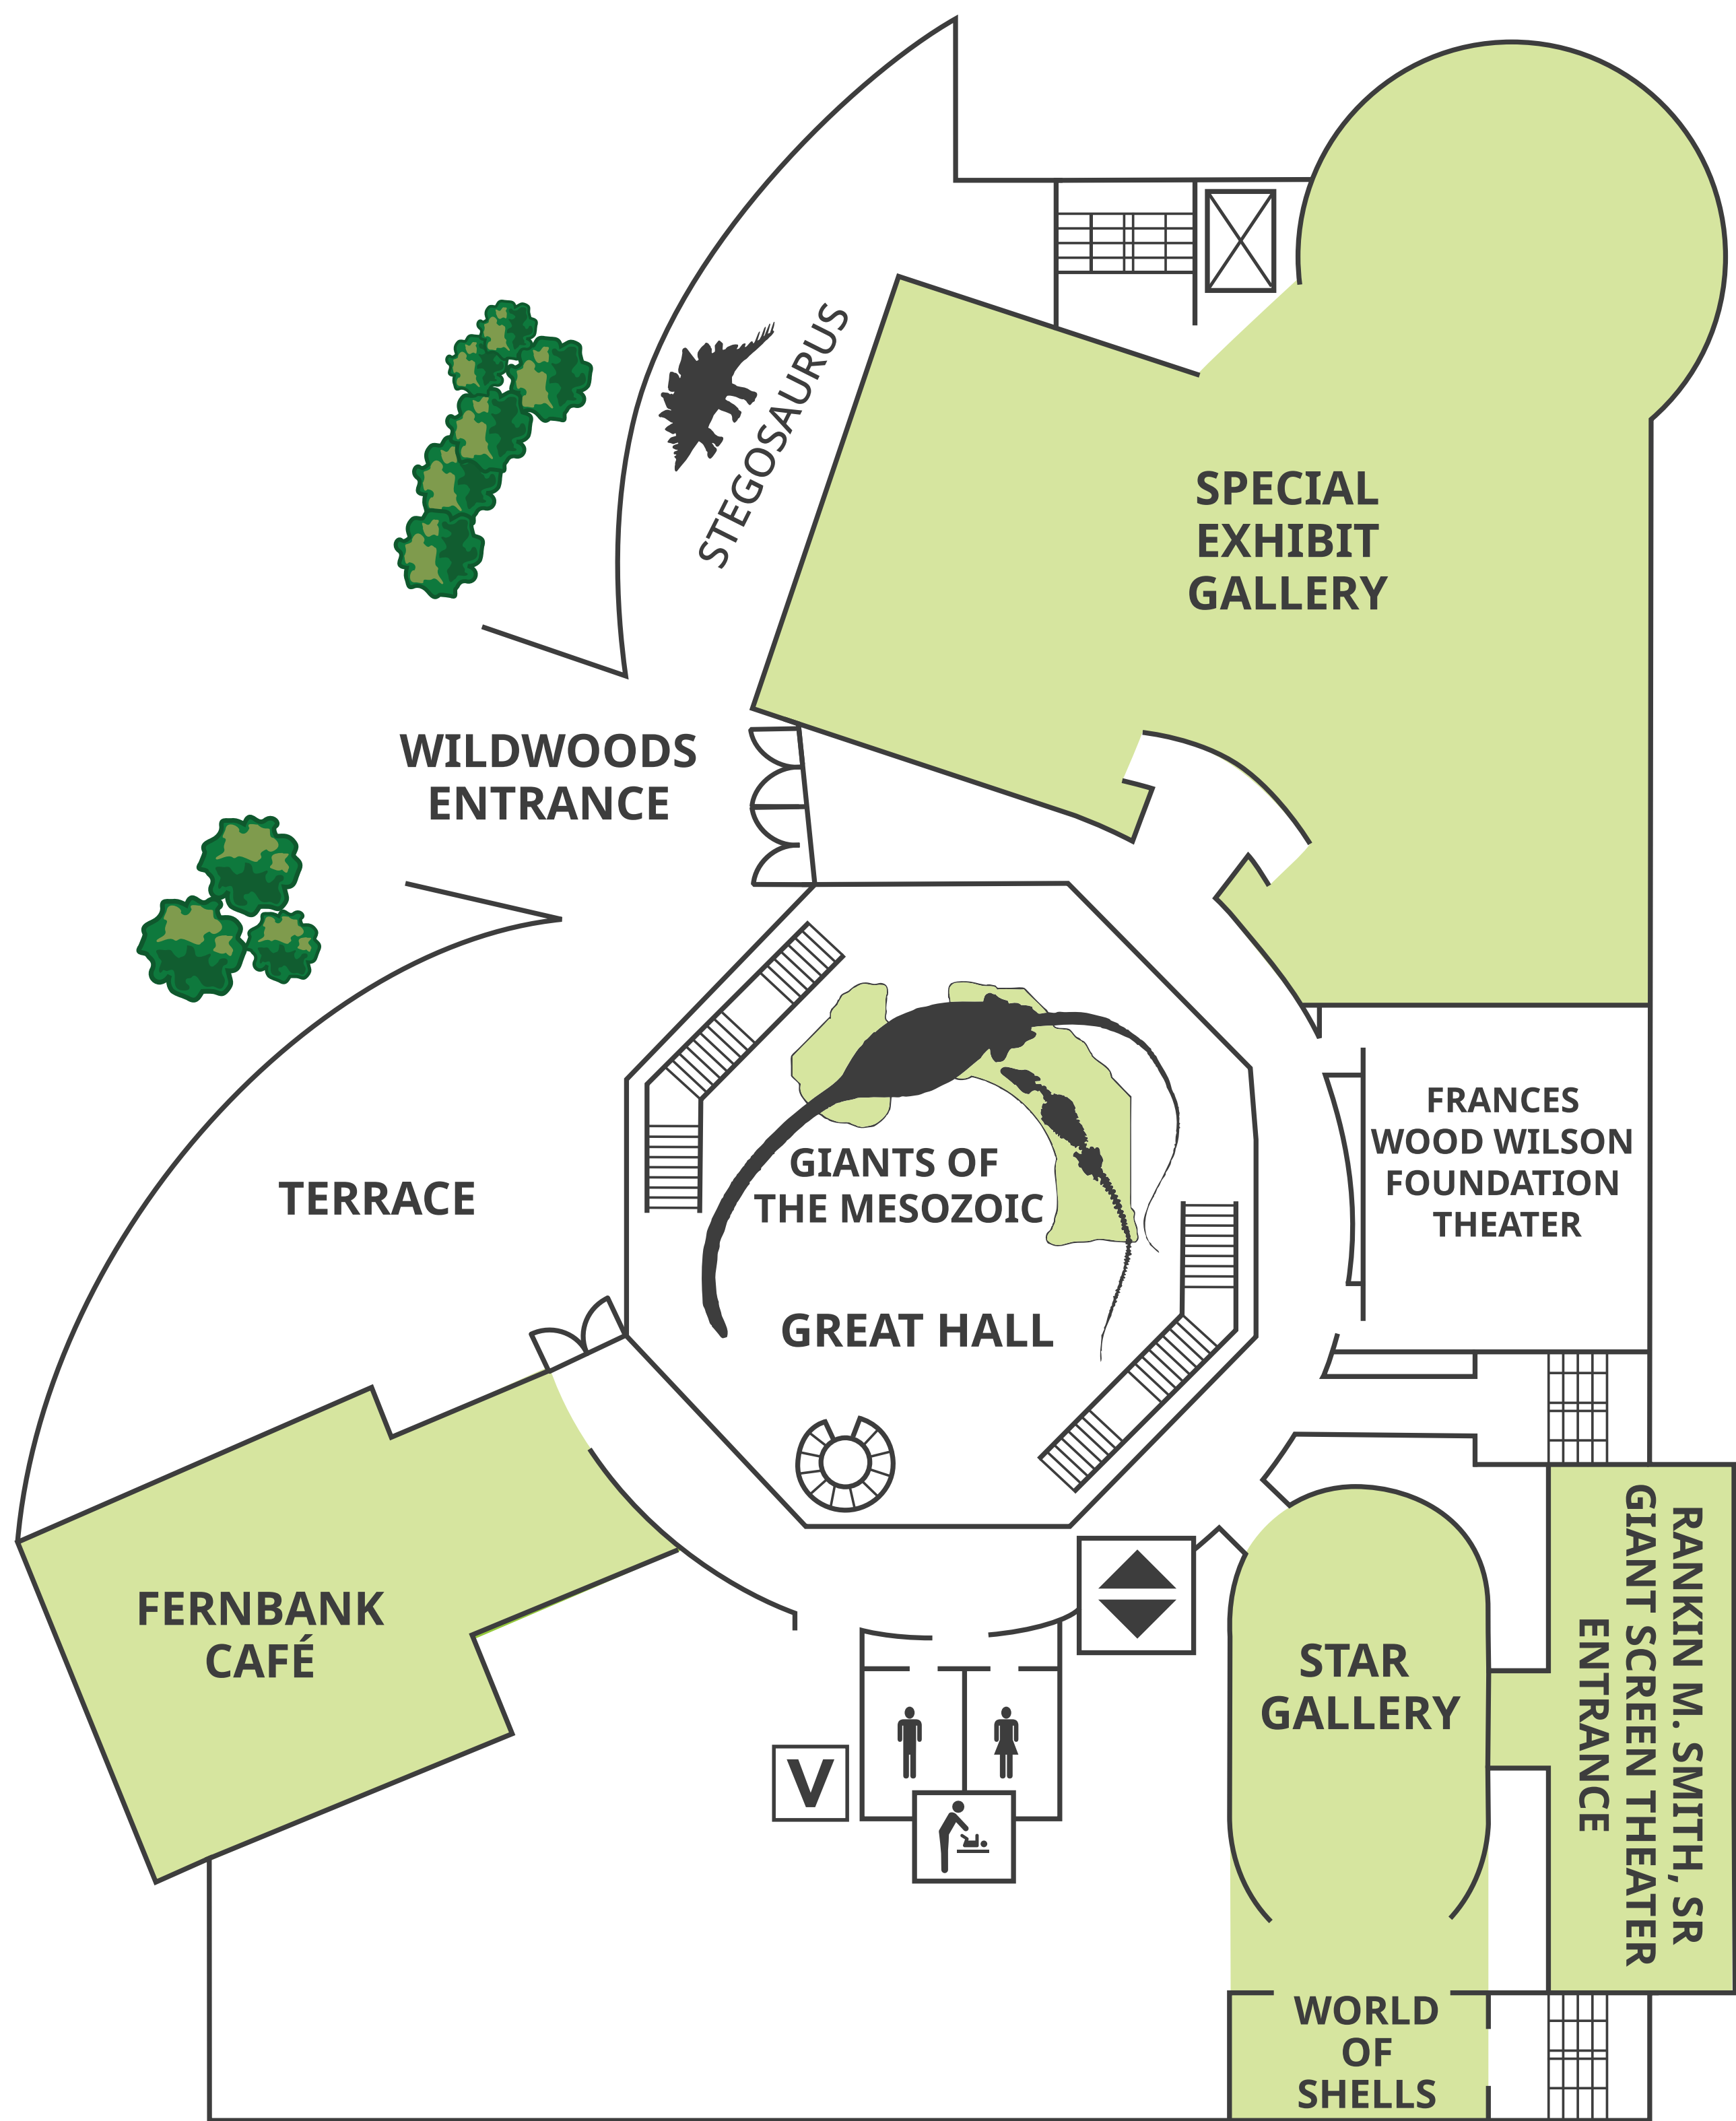 STEGOSAURUS
SPECIAL
EXHIBIT
GALLERY
WILDWOODS
ENTRANCE
FRANCES
WOOD WILSON
FOUNDATION
THEATER
GIANTS OF
THE MESOZOIC
TERRACE
GREAT HALL
FERNBANK
CAFÉ
STAR
GALLERY
RANKIN M. SMITH, SR
GIANT SCREEN THEATER
ENTRANCE
V
WORLD
OF
SHELLS